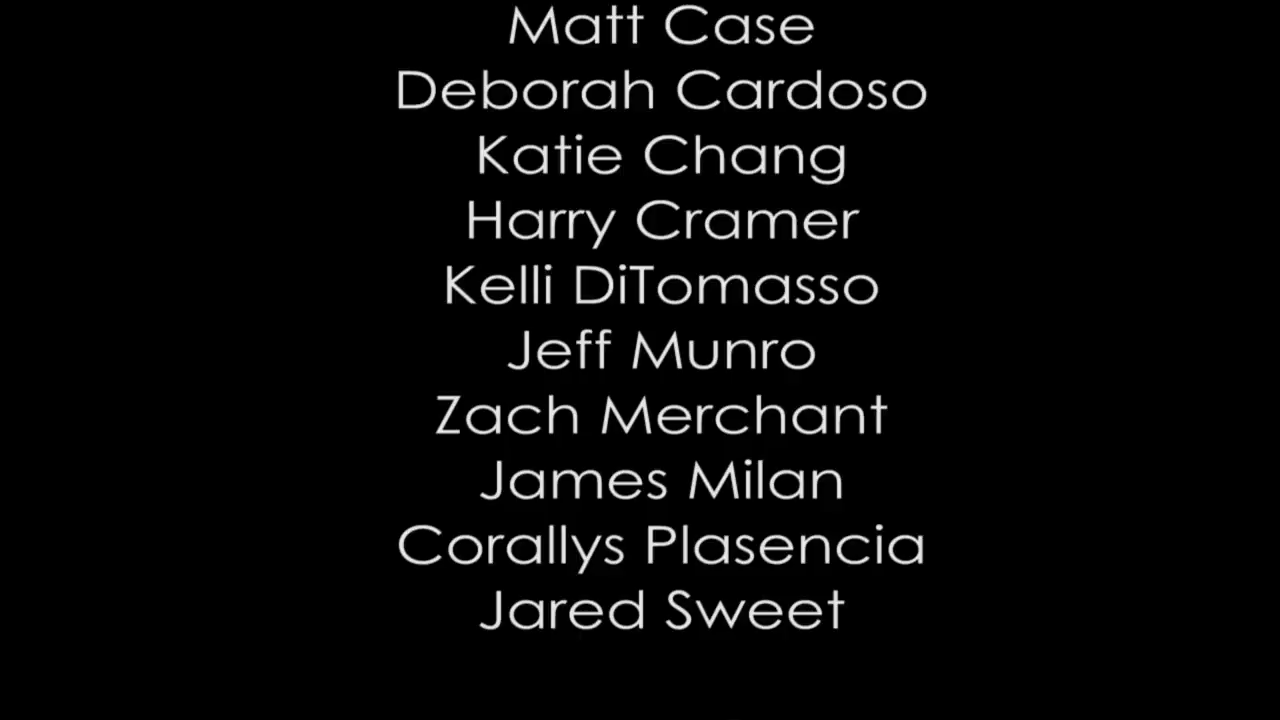 Matt Case
Deborah Cardoso
Katie Chang
Harry Cramer
Kelli DiTomasso
Jeff Munro
Zach Merchant
James Milan
Corallys Plasencia
Jared Sweet